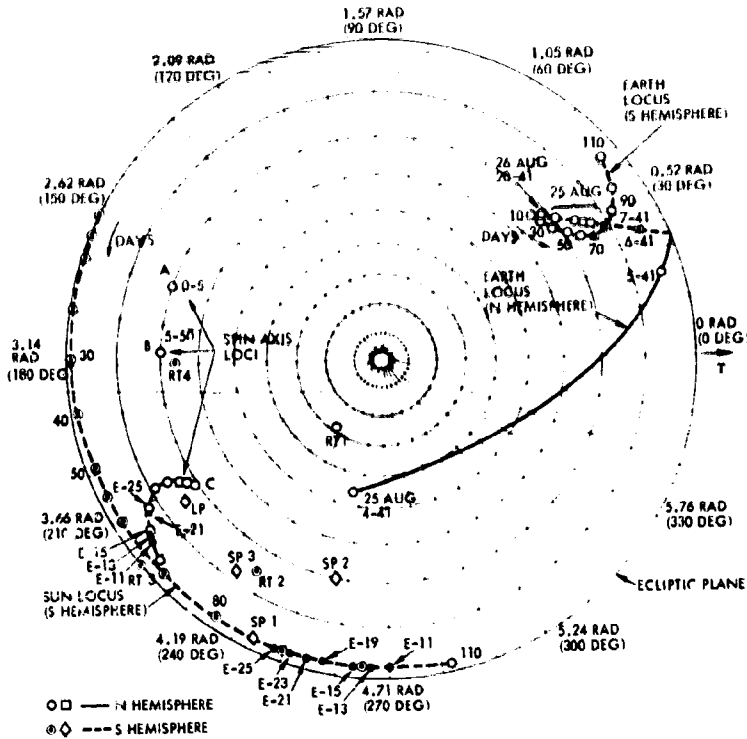 1.57 RAD
(90 DEG)
2.09 RAD
(120 DEG)
1.05 RAD
(60 DEG)
EARTH
LOCUS
(S HEMISPHERE)
110
26 AUG
25 AUG
0.52 RAD
(30 DEG)
2.62 RAD
(150 DEG)
90
10
7-41
DAYS
DAYS
30
50
70
6-41
A
0-5
EARTH
LOCUS
(N HEMISPHERE)
5-41
0 RAD
(0 DEG)
T
3.14
RAD
(180 DEG)
30
B
5-50
RT4
SPIN AXIS
LOCI
40
RT1
50
E-25
C
LP
25 AUG
4-41
5.76 RAD
(330 DEG)
3.66 RAD
(210 DEG)
E-21
E-15
E-13
E-11
RT 3
SP 3
RT 2
SP 2
ECLIPTIC PLANE
SUN LOCUS
(S HEMISPHERE)
80
SP 1
4.19 RAD
(240 DEG)
E-25
E-23
E-21
E-19
E-15
E-13
E-11
110
4.71 RAD
(270 DEG)
5.24 RAD
(300 DEG)
N HEMISPHERE
S HEMISPHERE